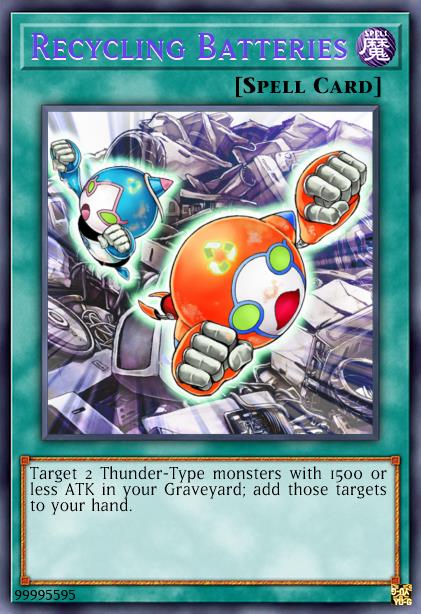 Recycling Batteries
SPELL 魔
[Spell Card]
Target 2 Thunder-Type monsters with 1500 or
less ATK in your Graveyard; add those targets
to your hand.
99995595